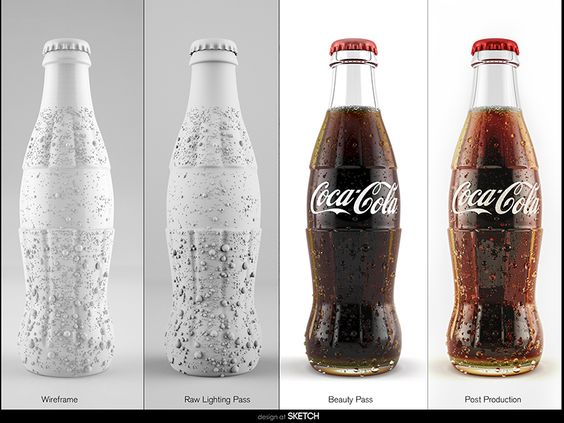 Coca-Cola
Coca-Cola
Wireframe
Raw Lighting Pass
Beauty Pass
Post Production
design at SKETCH